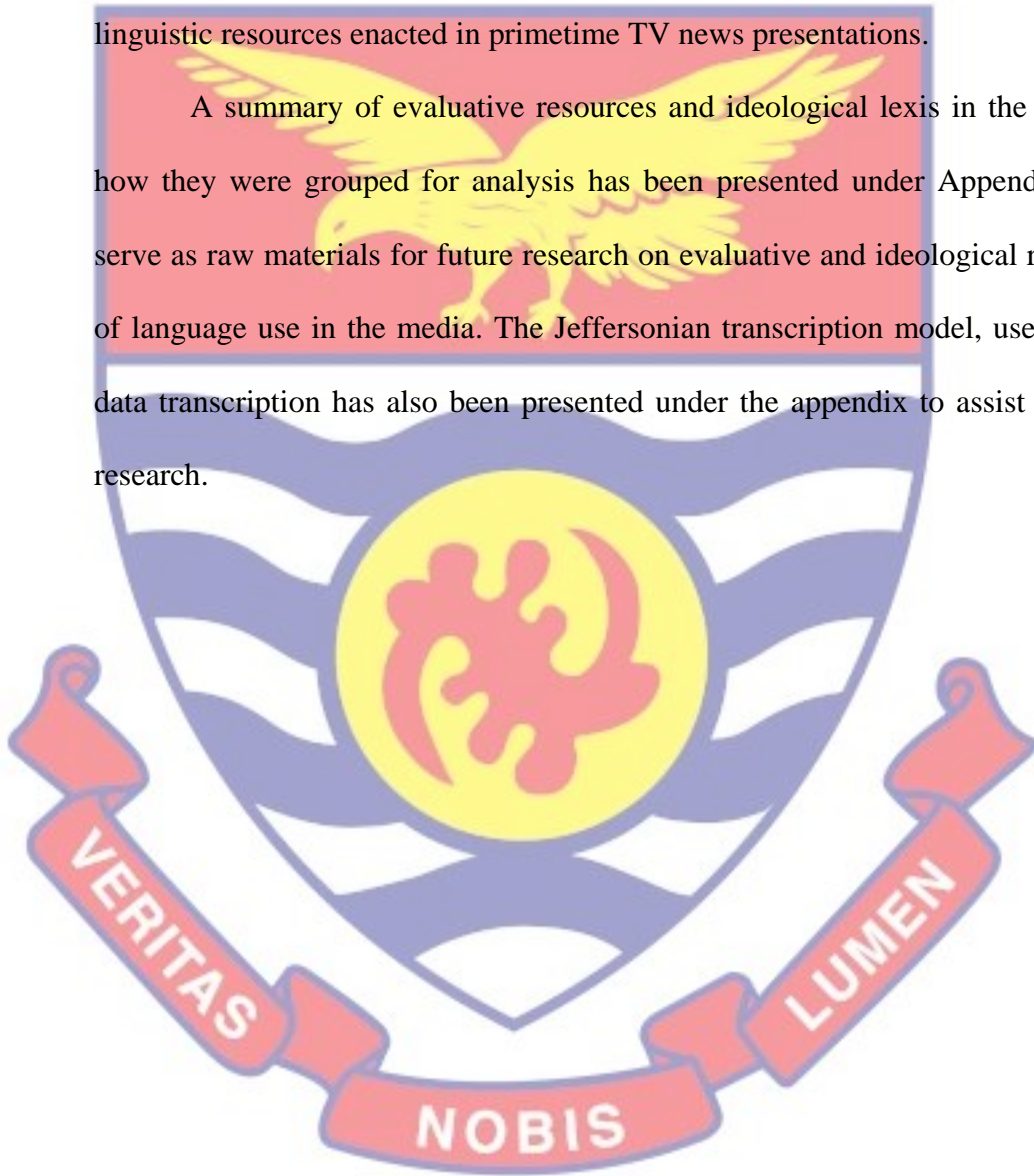 linguistic resources enacted in primetime TV news presentations.
A summary of evaluative resources and ideological lexis in the
how they were grouped for analysis has been presented under Append
serve as raw materials for future research on evaluative and ideological r
of language use in the media. The Jeffersonian transcription model, use
data transcription has also been presented under the appendix to assist
research.
VERITAS
NOBIS
LUMEN